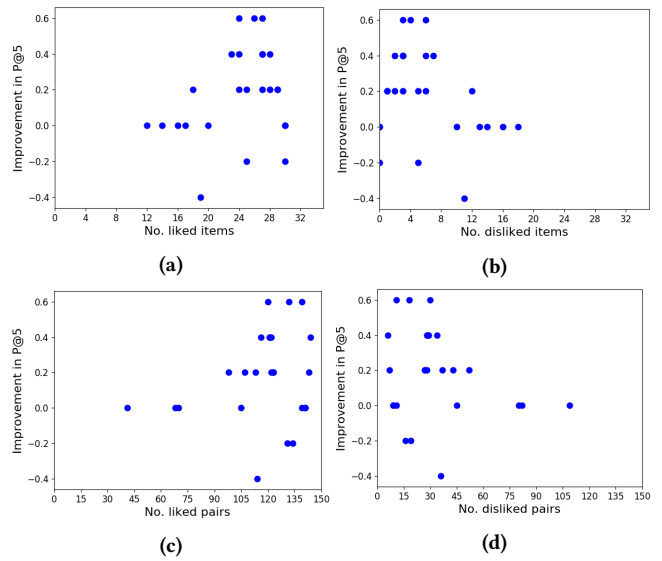 Improvement in P@5
0.6
0.4
0.2
0.0
−0.2
−0.4
0 4 8 12 16 20 24 28 32
No. liked items
(a)
Improvement in P@5
0.6
0.4
0.2
0.0
−0.2
−0.4
0 4 8 12 16 20 24 28 32
No. disliked items
(b)
Improvement in P@5
0.6
0.4
0.2
0.0
−0.2
−0.4
0 15 30 45 60 75 90 105 120 135 150
No. liked pairs
(c)
Improvement in P@5
0.6
0.4
0.2
0.0
−0.2
−0.4
0 15 30 45 60 75 90 105 120 135 150
No. disliked pairs
(d)